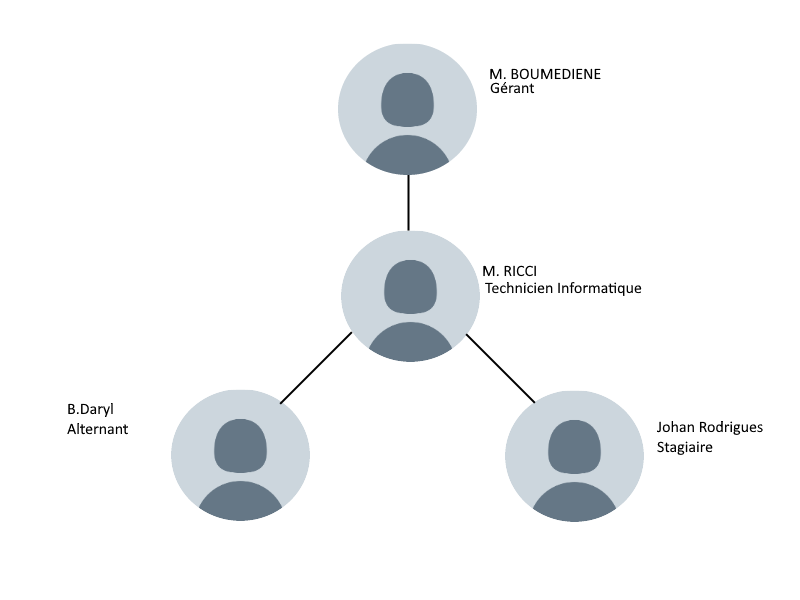 M. BOUMEDIENE
Gérant
M. RICCI
Technicien Informatique
B.Daryl
Alternant
Johan Rodrigues
Stagiaire